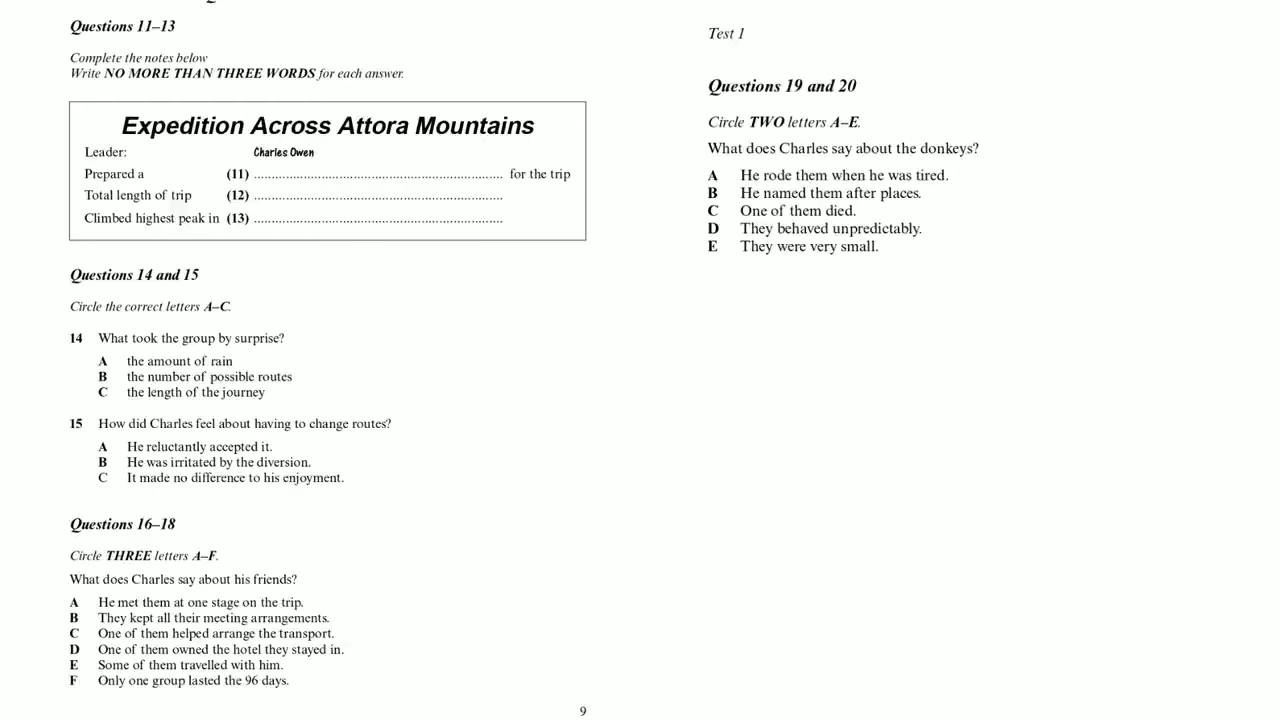 Questions 11–13
Complete the notes below
Write NO MORE THAN THREE WORDS for each answer.
Expedition Across Attora Mountains
Leader: Charles Owen
Prepared a (11) ...................................................................... for the trip
Total length of trip (12) ......................................................................
Climbed highest peak in (13) ......................................................................
Questions 14 and 15
Circle the correct letters A–C.
14 What took the group by surprise?
A the amount of rain
B the number of possible routes
C the length of the journey
15 How did Charles feel about having to change routes?
A He reluctantly accepted it.
B He was irritated by the diversion.
C It made no difference to his enjoyment.
Questions 16–18
Circle THREE letters A–F.
What does Charles say about his friends?
A He met them at one stage on the trip.
B They kept all their meeting arrangements.
C One of them helped arrange the transport.
D One of them owned the hotel they stayed in.
E Some of them travelled with him.
F Only one group lasted the 96 days.
9
Test 1
Questions 19 and 20
Circle TWO letters A–E.
What does Charles say about the donkeys?
A He rode them when he was tired.
B He named them after places.
C One of them died.
D They behaved unpredictably.
E They were very small.